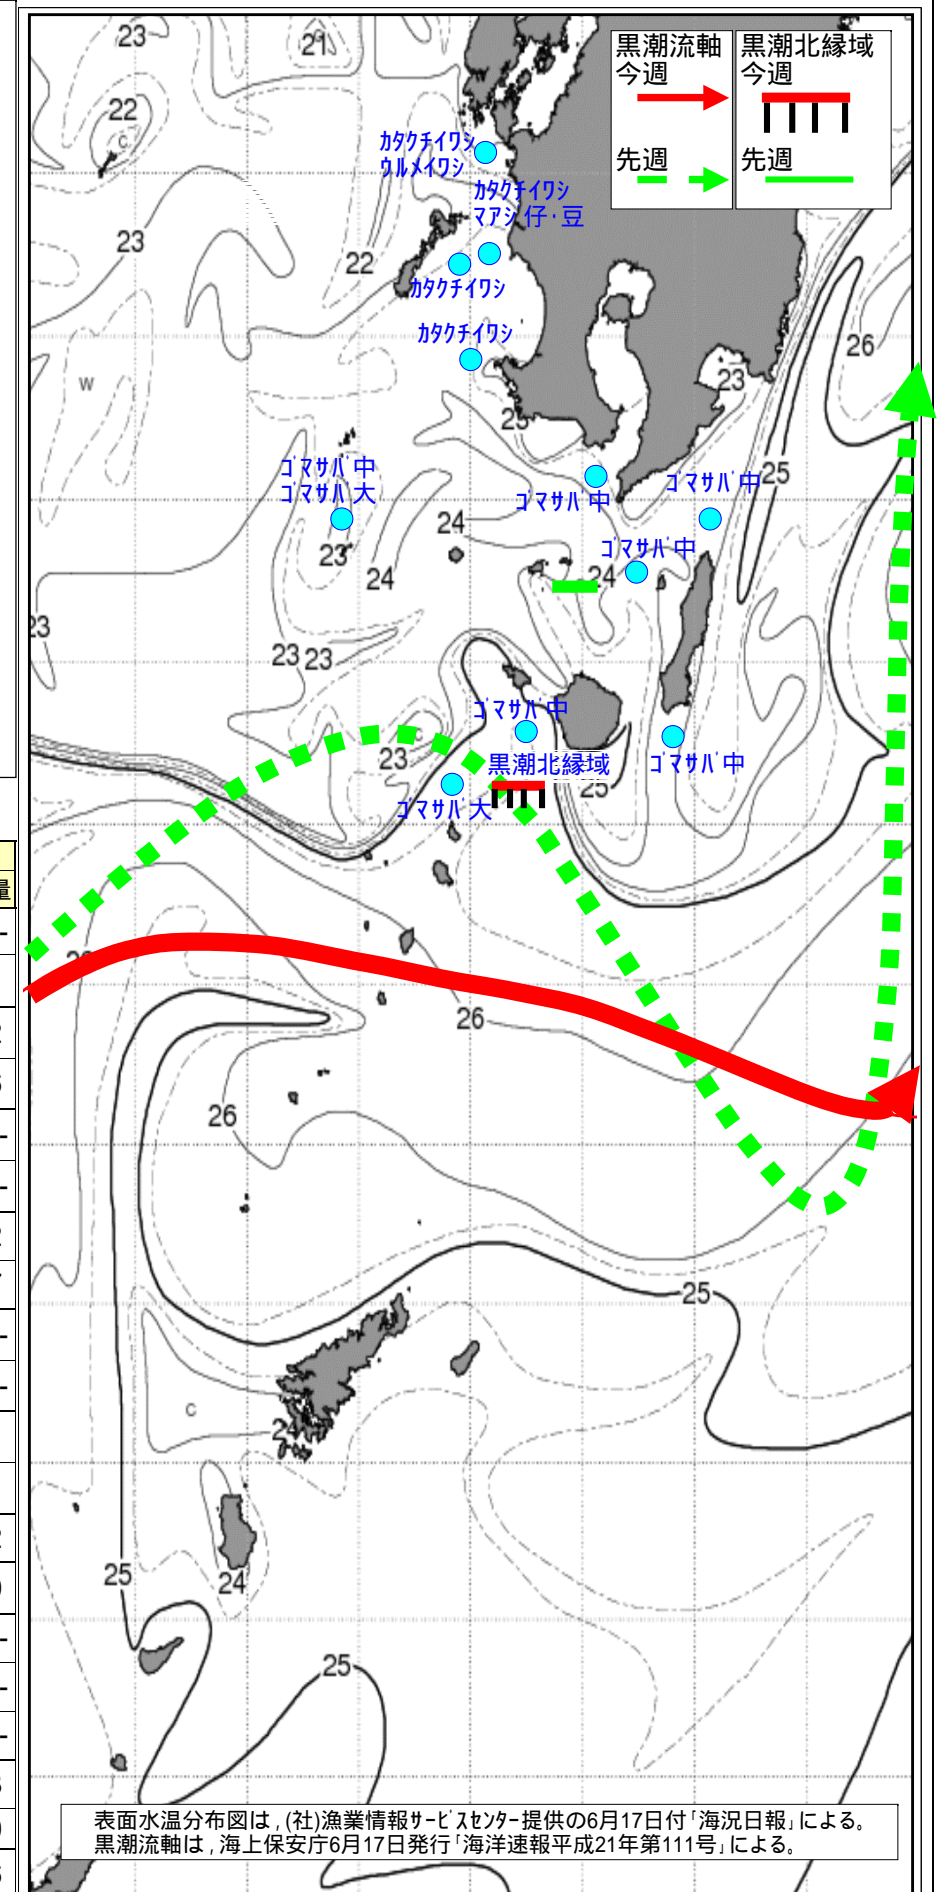 黒潮流軸
今週
先週
黒潮北縁域
今週
先週
23
21
22
C
ｶﾀｸﾁｲﾜｼ
ｳﾙﾒｲﾜｼ
ｶﾀｸﾁｲﾜｼ
ﾏｱｼ 仔･豆
23
22
ｶﾀｸﾁｲﾜｼ
ｶﾀｸﾁｲﾜｼ
26
W
23
25
ｺﾞﾏｻﾊﾞ中
ｺﾞﾏｻﾊﾞ大
ｺﾞﾏｻﾊﾞ中
ｺﾞﾏｻﾊﾞ中
24
23
24
ｺﾞﾏｻﾊﾞ中
24
23
23 23
ｺﾞﾏｻﾊﾞ中
C
23
黒潮北縁域
ｺﾞﾏｻﾊﾞ中
25
ｺﾞﾏｻﾊﾞ大
量
26
26
25
C
24
25
24
25
表面水温分布図は，(社)漁業情報ｻｰﾋﾞｽｾﾝﾀｰ提供の6月17日付｢海況日報｣による。
黒潮流軸は，海上保安庁6月17日発行｢海洋速報平成21年第111号｣による。